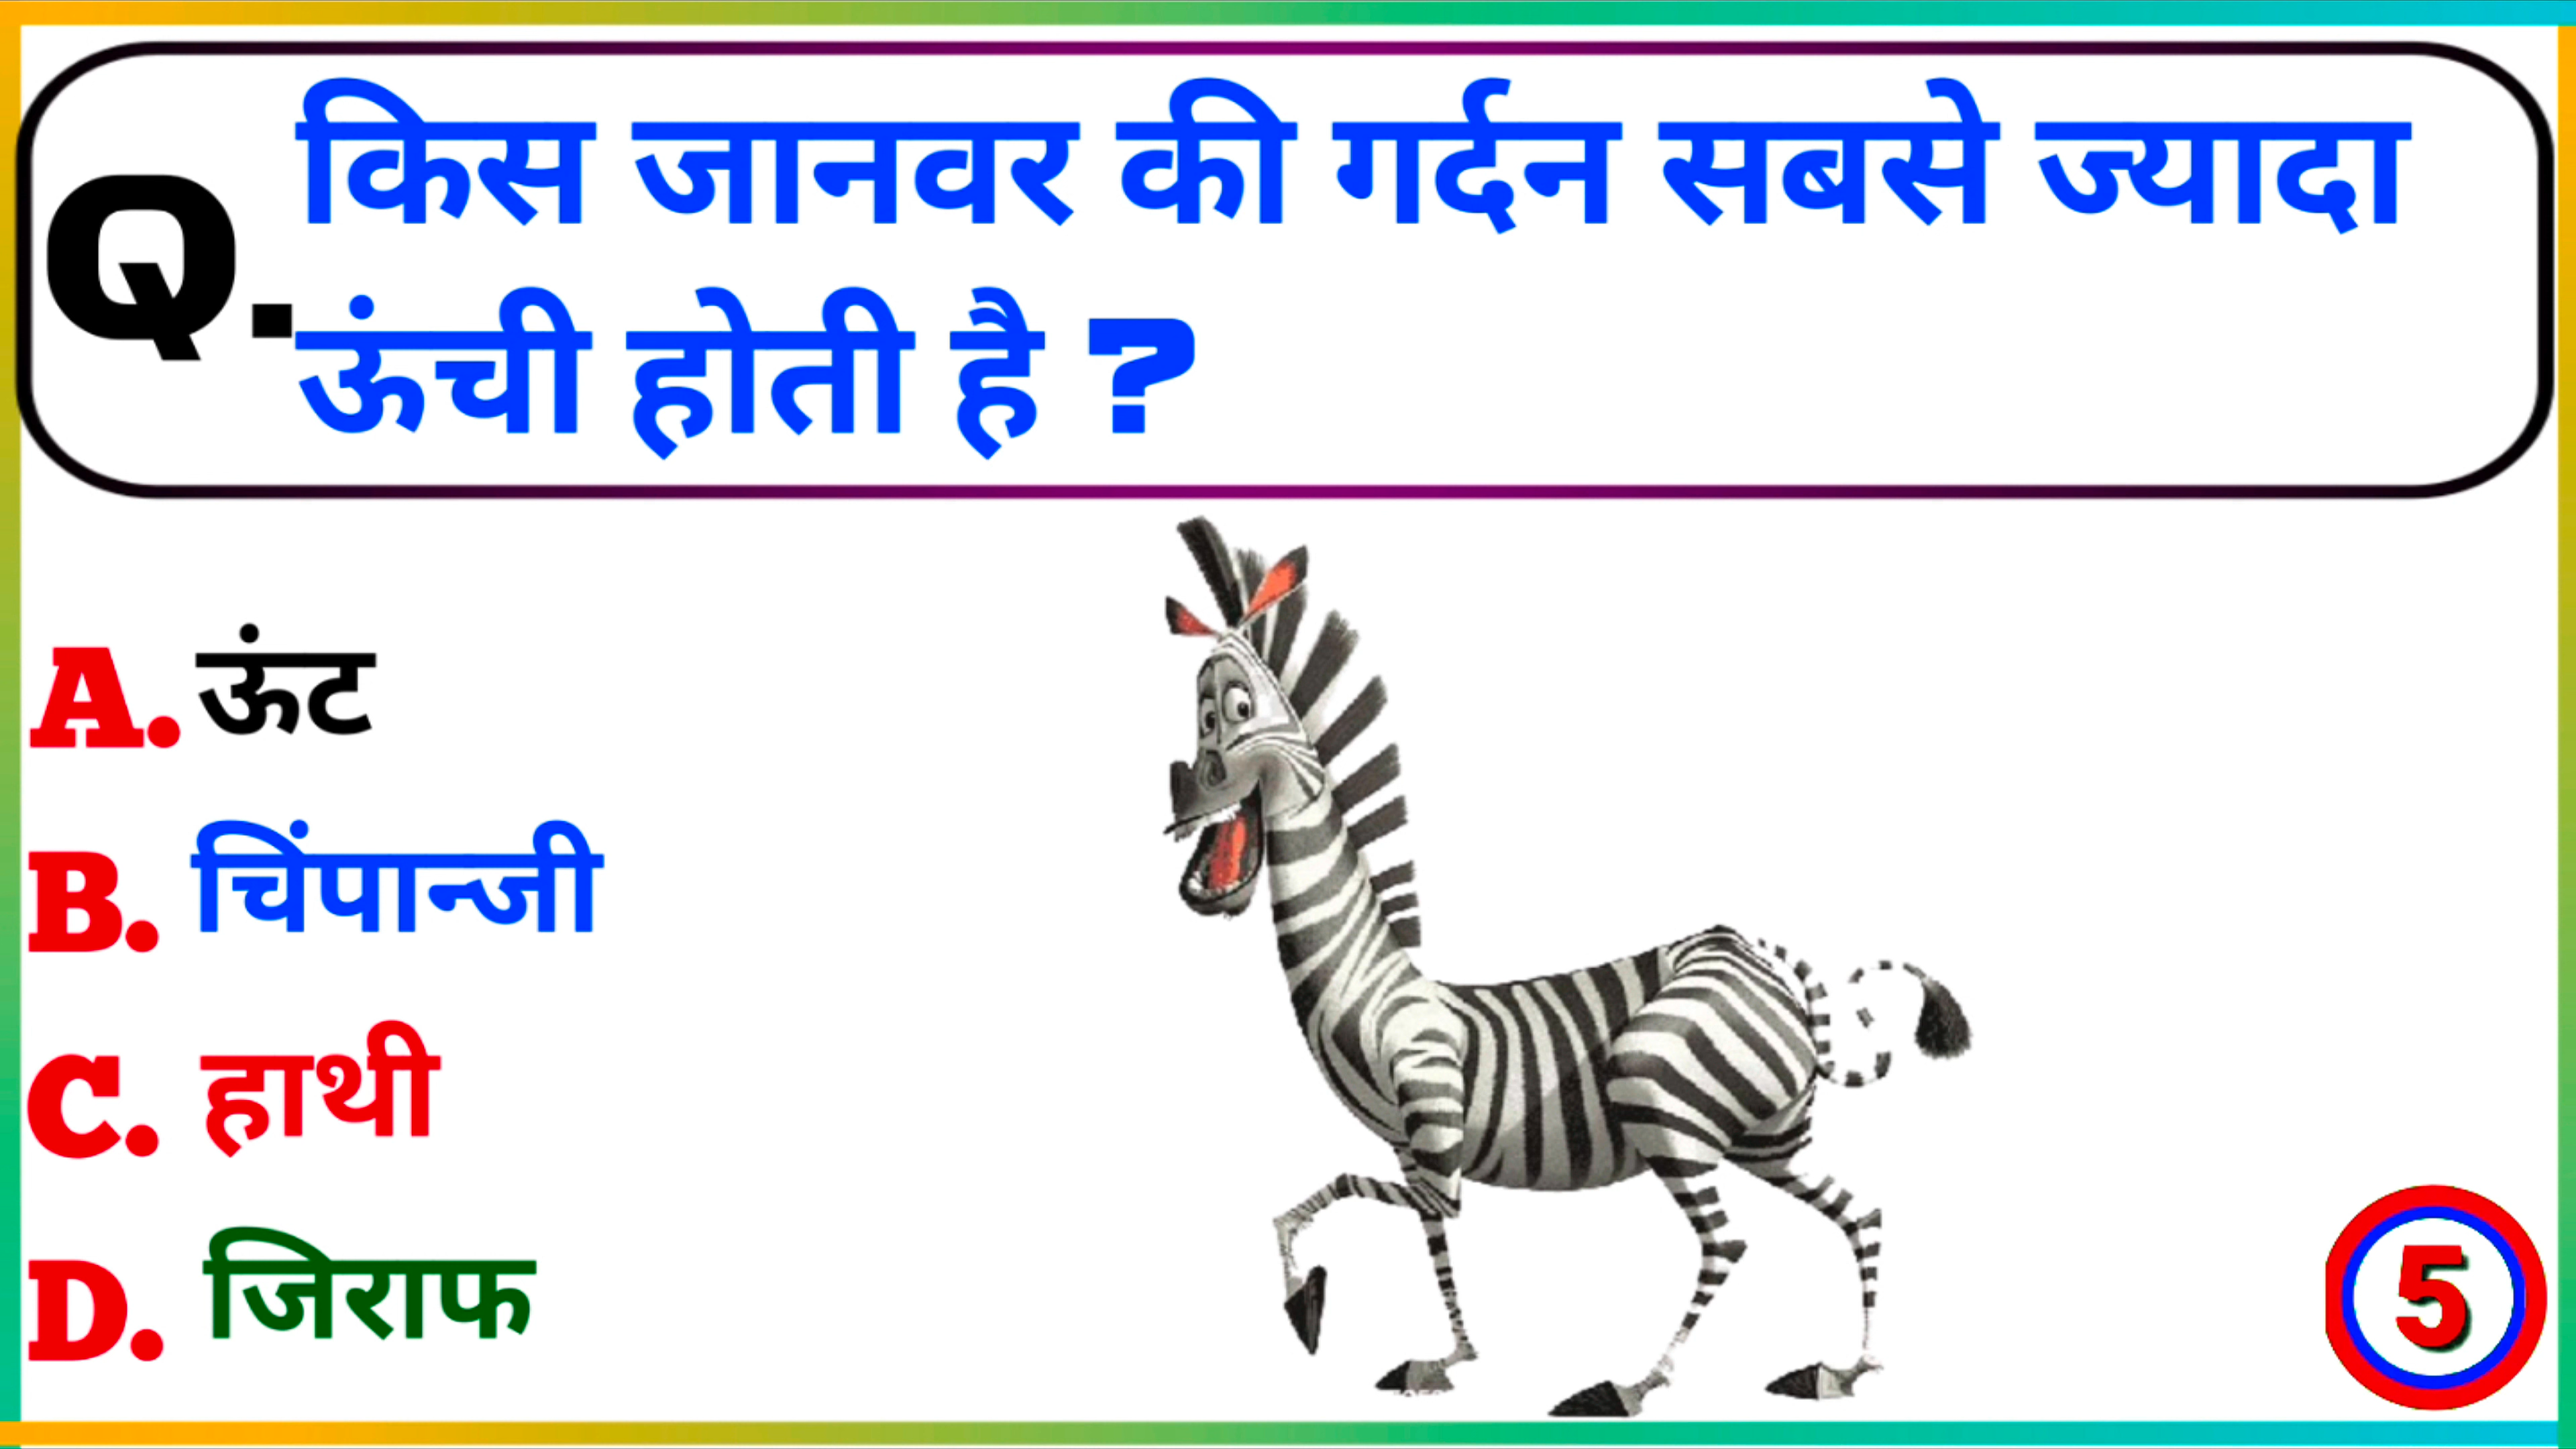 Q. किस जानवर की गर्दन सबसे ज्यादा
ऊंची होती है ?
A. ऊंट
B. चिंपान्जी
C. हाथी
D. जिराफ
5